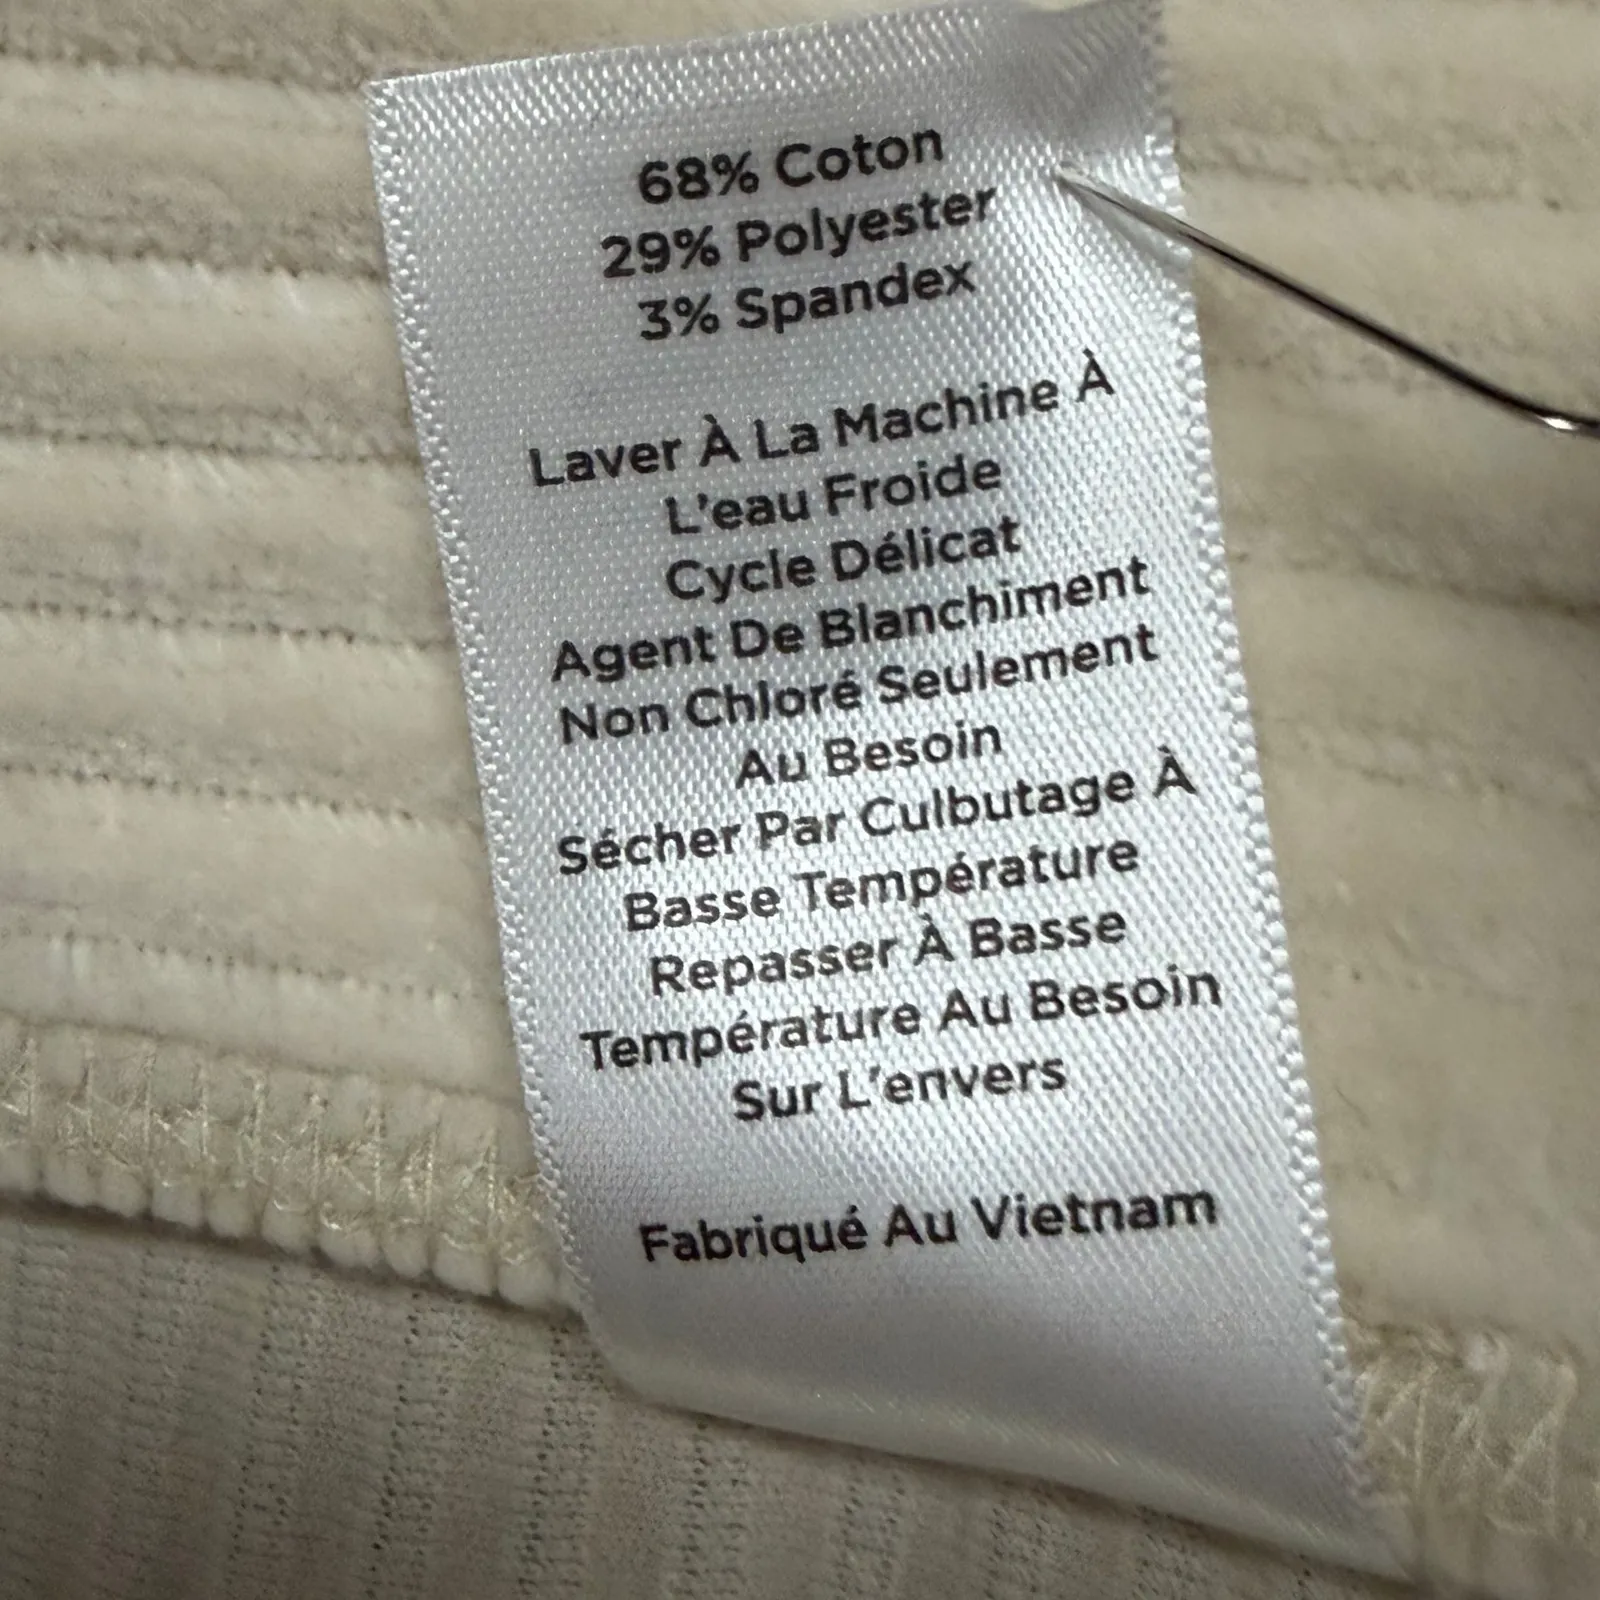 68% Coton
29% Polyester
3% Spandex
Laver À La Machine À
L'eau Froide
Cycle Délicat
Agent De Blanchiment
Non Chloré Seulement
Au Besoin
Sécher Par Culbutage À
Basse Température
Repasser À Basse
Température Au Besoin
Sur L'envers
Fabriqué Au Vietnam